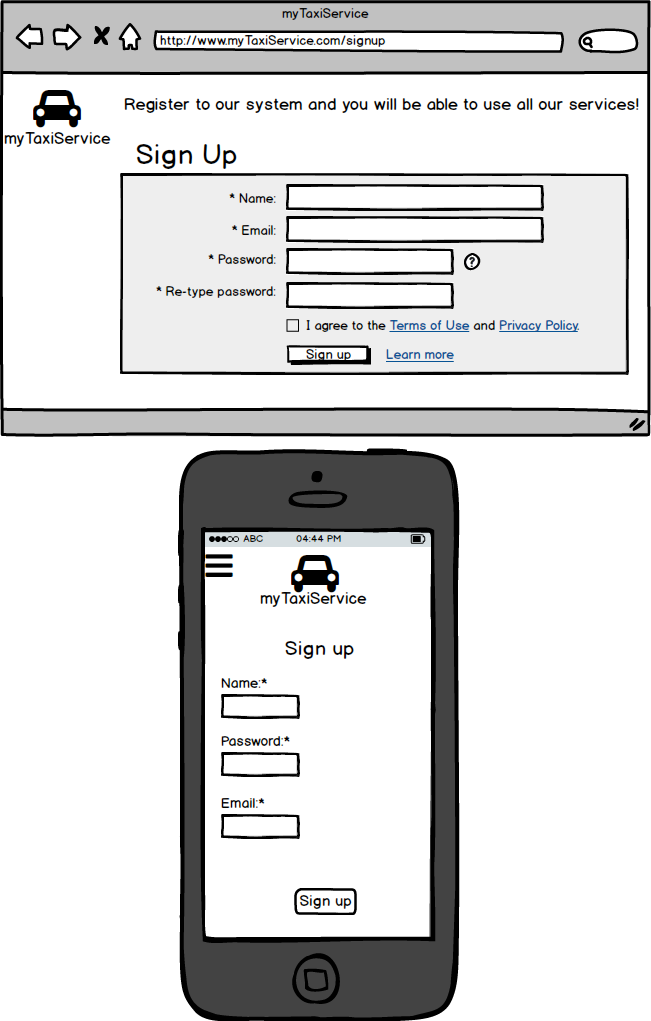 myTaxiService
http://www.myTaxiService.com/signup
myTaxiService
Register to our system and you will be able to use all our services!
Sign Up
* Name:
* Email:
* Password:
?
* Re-type password:
I agree to the Terms of Use and Privacy Policy.
Sign up Learn more
ABC 04:44 PM
myTaxiService
Sign up
Name:*
Password:*
Email:*
Sign up